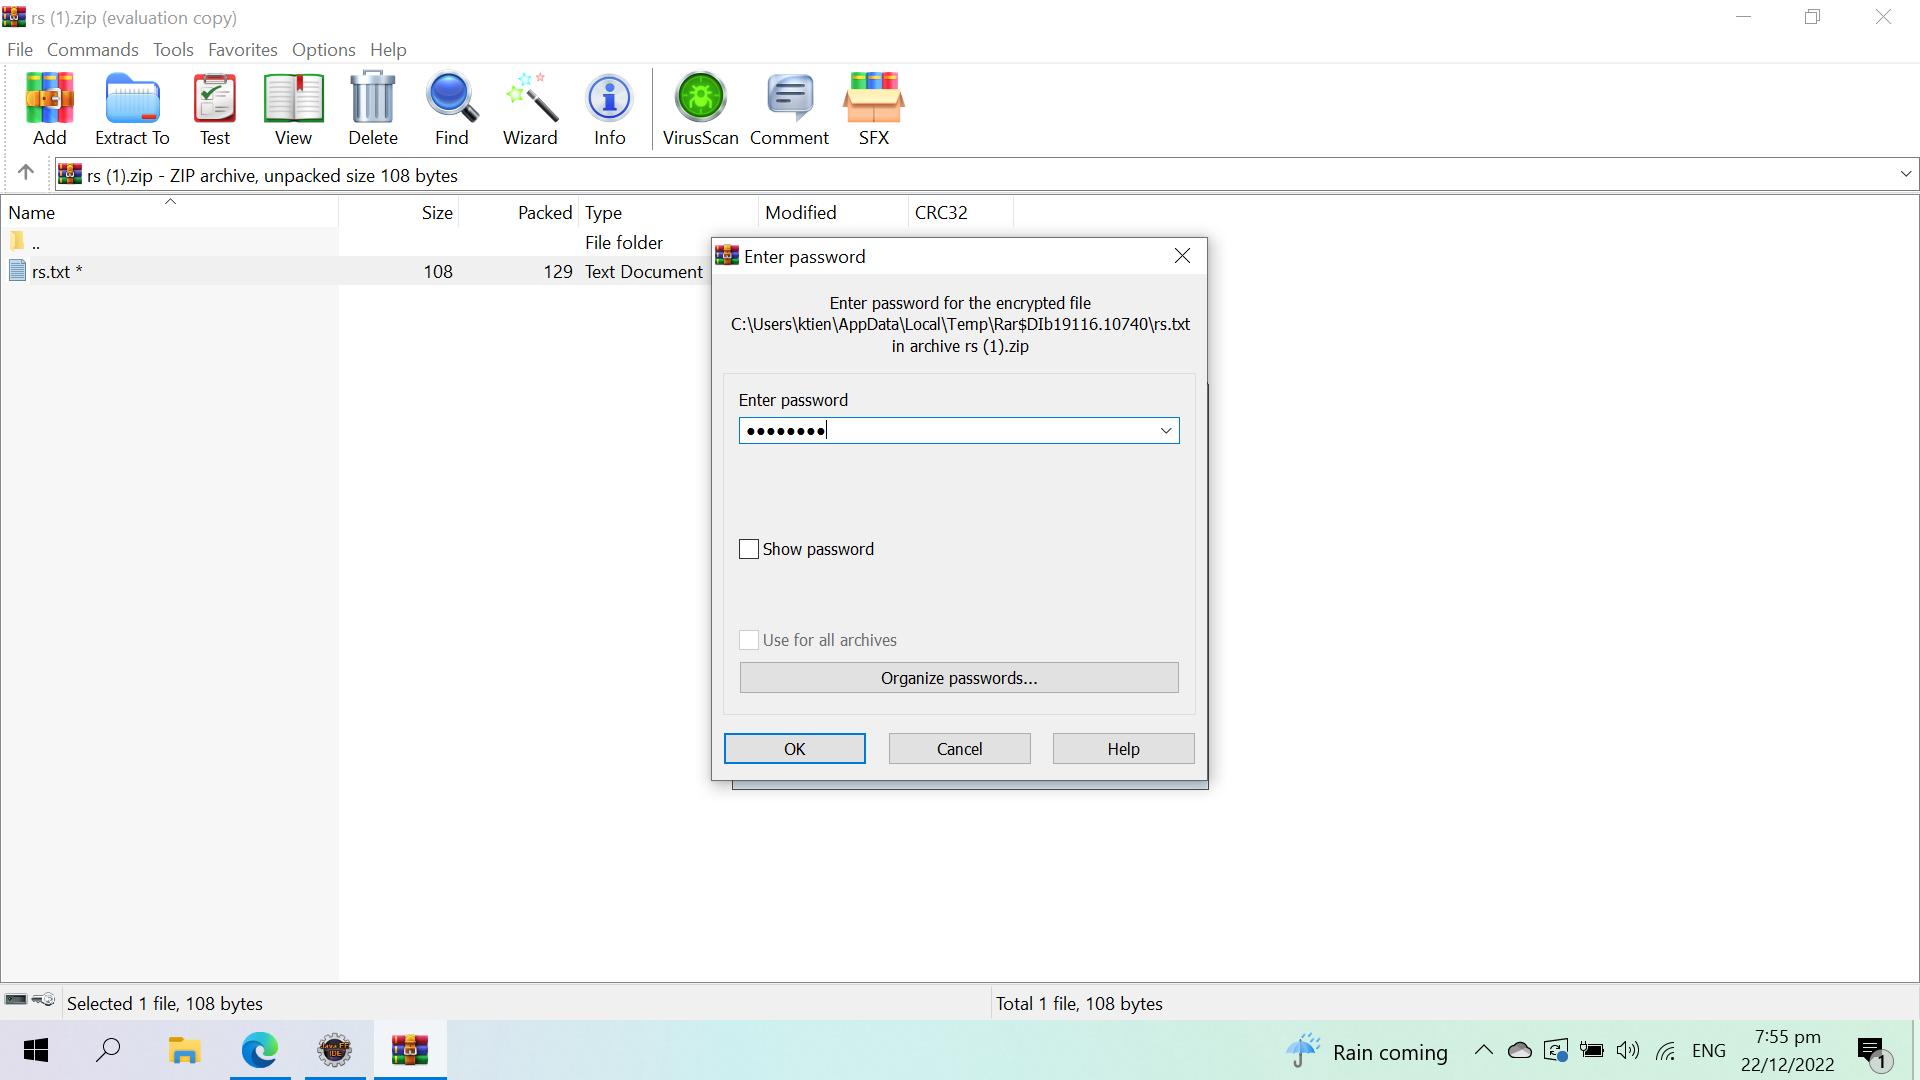 rs (1).zip (evaluation copy)
File Commands Tools Favorites Options Help
Add Extract To Test View Delete Find Wizard Info VirusScan Comment SFX
rs (1).zip - ZIP archive, unpacked size 108 bytes
Name Size Packed Type Modified CRC32
.. File folder
rs.txt * 108 129 Text Document
Enter password
Enter password for the encrypted file
C:\Users\ktien\AppData\Local\Temp\Rar$DIb19116.10740\rs.txt
in archive rs (1).zip
Enter password
●●●●●●●●
Show password
Use for all archives
Organize passwords...
OK Cancel Help
Selected 1 file, 108 bytes Total 1 file, 108 bytes
Java EE
IDE
Rain coming ENG 7:55 pm
22/12/2022 1